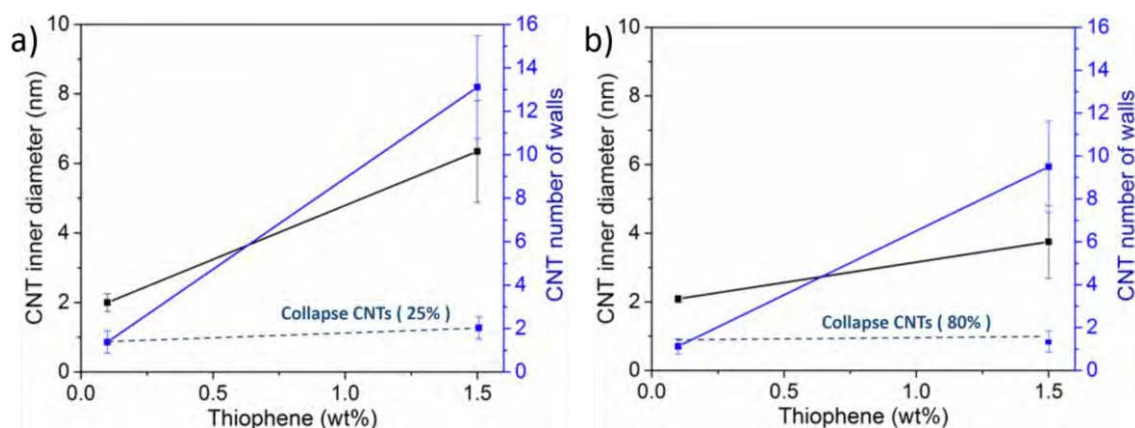 a)
CNT inner diameter (nm)
10
8
6
4
2
0
Collapse CNTs ( 25% )
16
14
12
10
8
6
4
2
0
CNT number of walls
0.0 0.5 1.0 1.5
Thiophene (wt%)
b)
CNT inner diameter (nm)
10
8
6
4
2
0
Collapse CNTs ( 80% )
16
14
12
10
8
6
4
2
0
CNT number of walls
0.0 0.5 1.0 1.5
Thiophene (wt%)